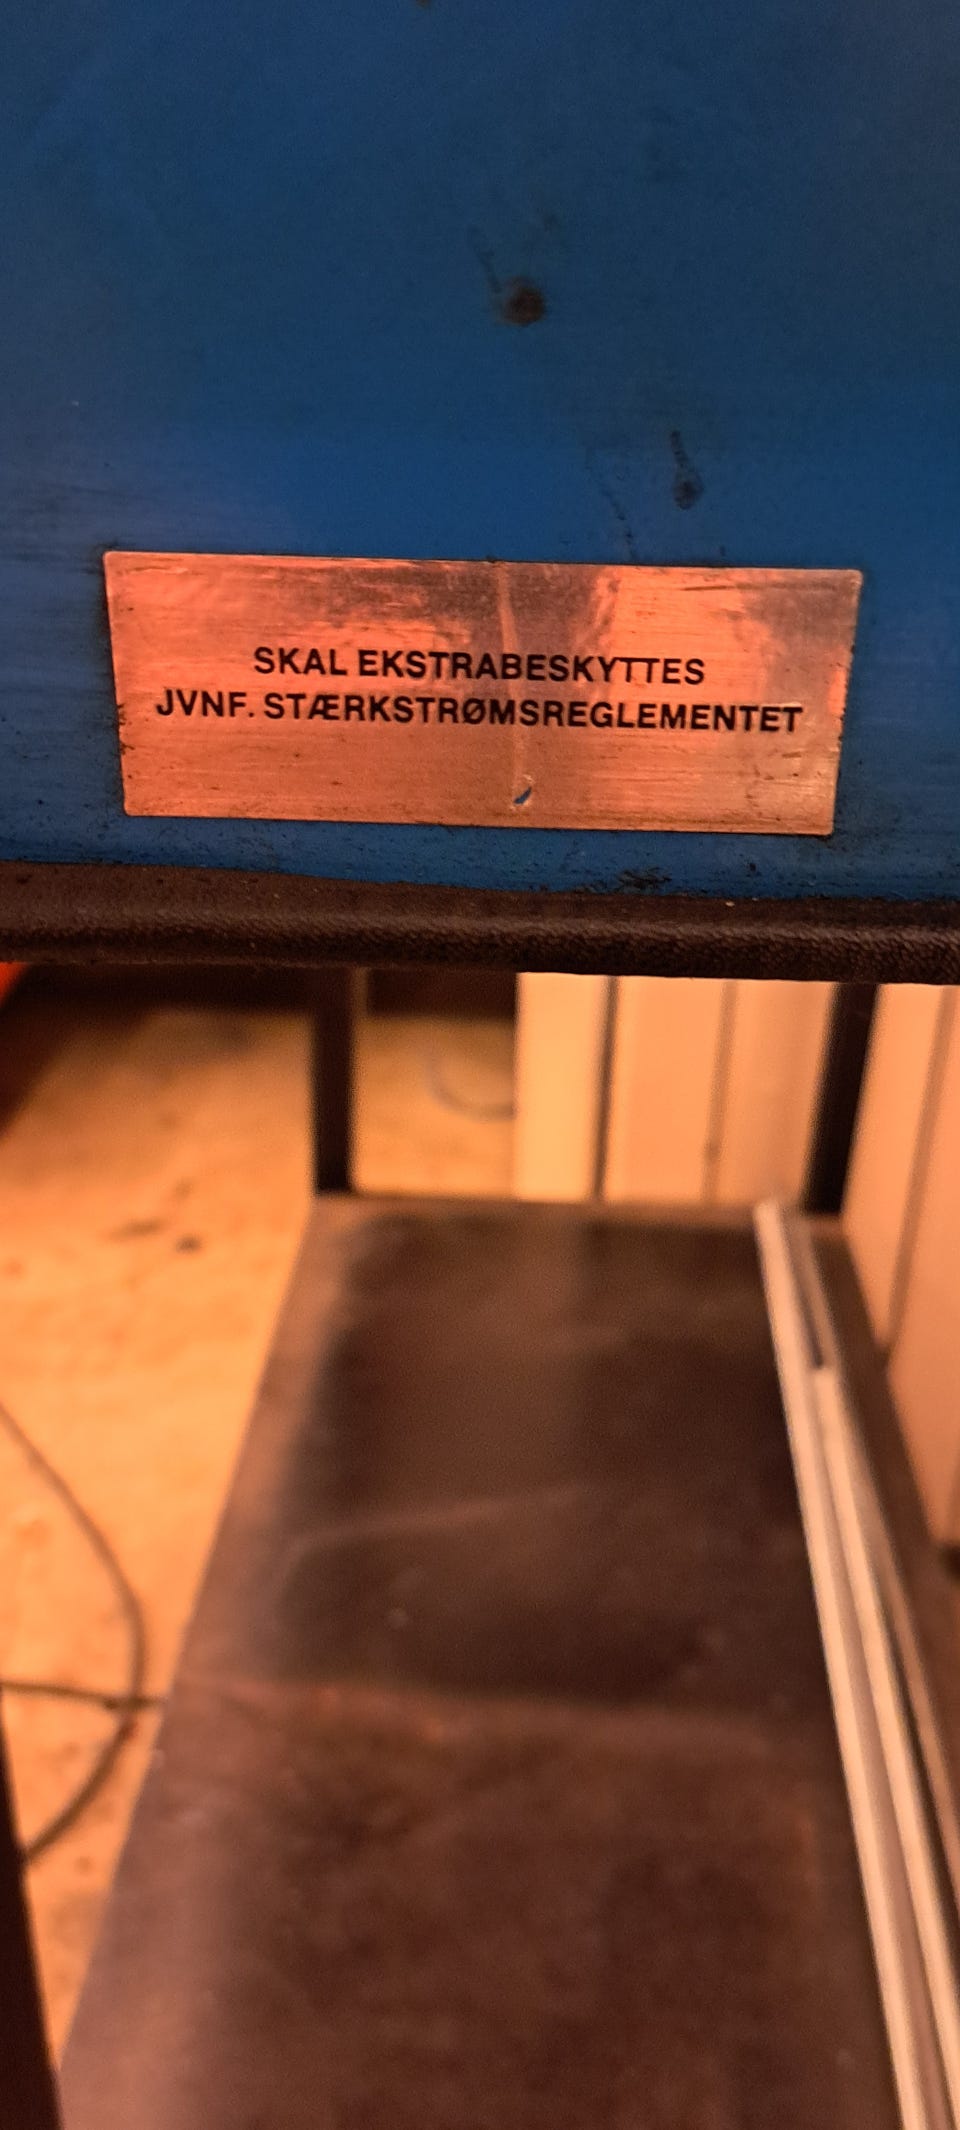 SKAL EKSTRABESKYTTES
JVNF. STÆRKSTRØMSREGLEMENTET